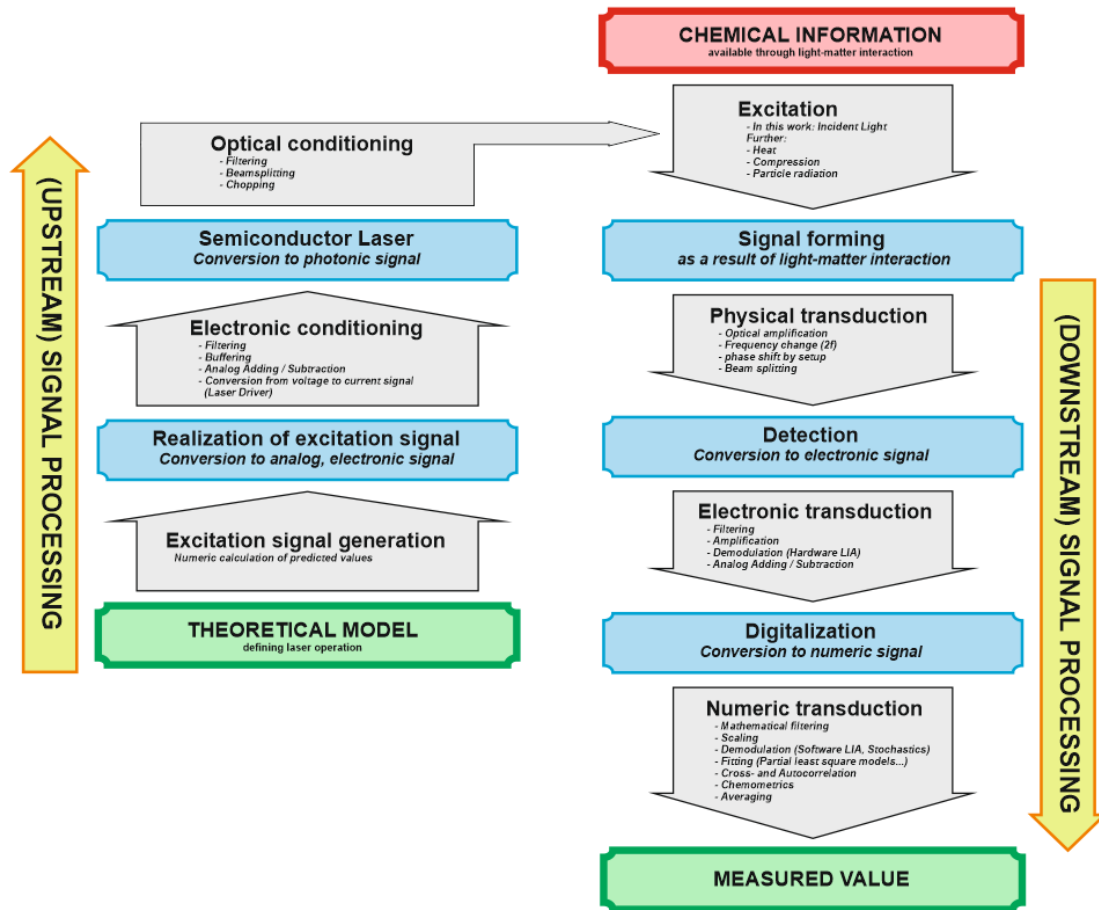 CHEMICAL INFORMATION
available through light-matter interaction
Excitation
- In this work: Incident Light
Further:
- Heat
- Compression
- Particle radiation
Optical conditioning
- Filtering
- Beamsplitting
- Chopping
(UPSTREAM) SIGNAL PROCESSING
Semiconductor Laser
Conversion to photonic signal
Signal forming
as a result of light-matter interaction
Electronic conditioning
- Filtering
- Buffering
- Analog Adding / Subtraction
- Conversion from voltage to current signal
(Laser Driver)
Physical transduction
- Optical amplification
- Frequency change (2f)
- phase shift by setup
- Beam splitting
(DOWNSTREAM) SIGNAL PROCESSING
Realization of excitation signal
Conversion to analog, electronic signal
Detection
Conversion to electronic signal
Excitation signal generation
Numeric calculation of predicted values
Electronic transduction
- Filtering
- Amplification
- Demodulation (Hardware LIA)
- Analog Adding / Subtraction
THEORETICAL MODEL
defining laser operation
Digitalization
Conversion to numeric signal
Numeric transduction
- Mathematical filtering
- Scaling
- Demodulation (Software LIA, Stochastics)
- Fitting (Partial least square models...)
- Cross- and Autocorrelation
- Chemometrics
- Averaging
MEASURED VALUE